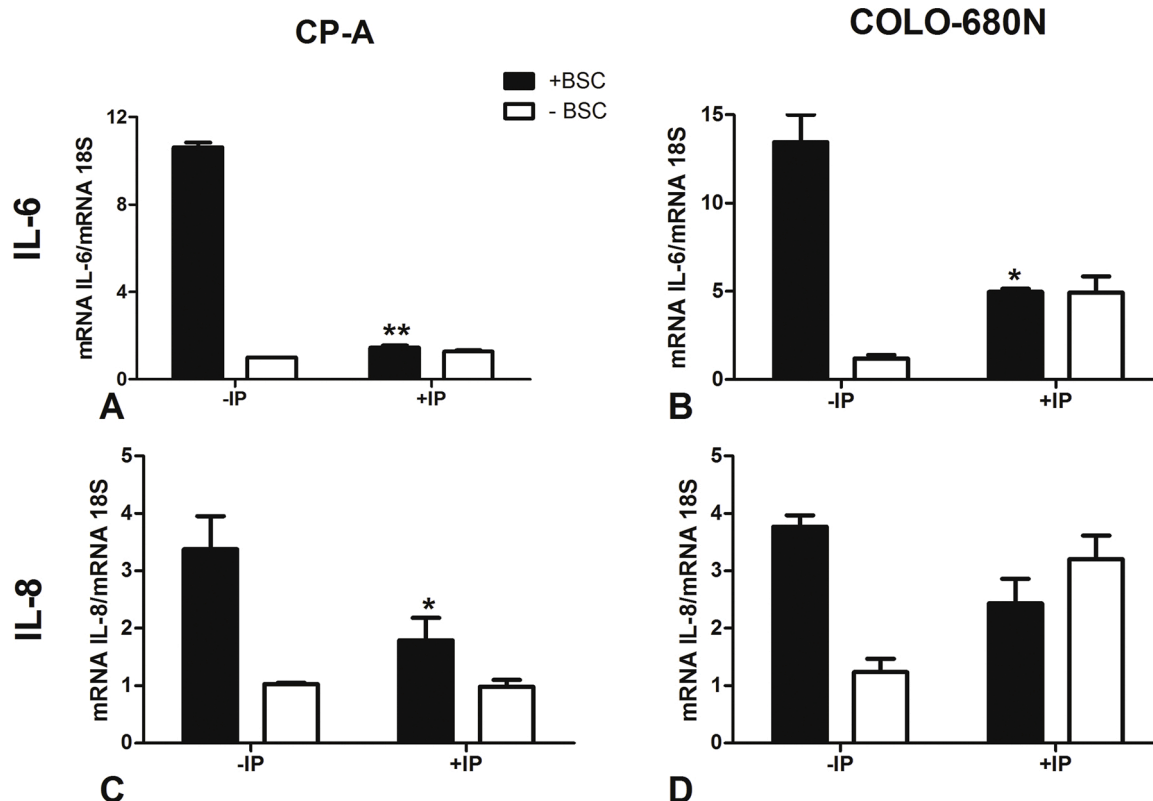 CP-A
COLO-680N
+BSC
- BSC
IL-6
mRNA IL-6/mRNA 18S
12
8
4
0
**
-IP
+IP
A
mRNA IL-6/mRNA 18S
15
10
5
0
*
-IP
+IP
B
IL-8
mRNA IL-8/mRNA 18S
5
4
3
2
1
0
*
-IP
+IP
C
mRNA IL-8/mRNA 18S
5
4
3
2
1
0
-IP
+IP
D